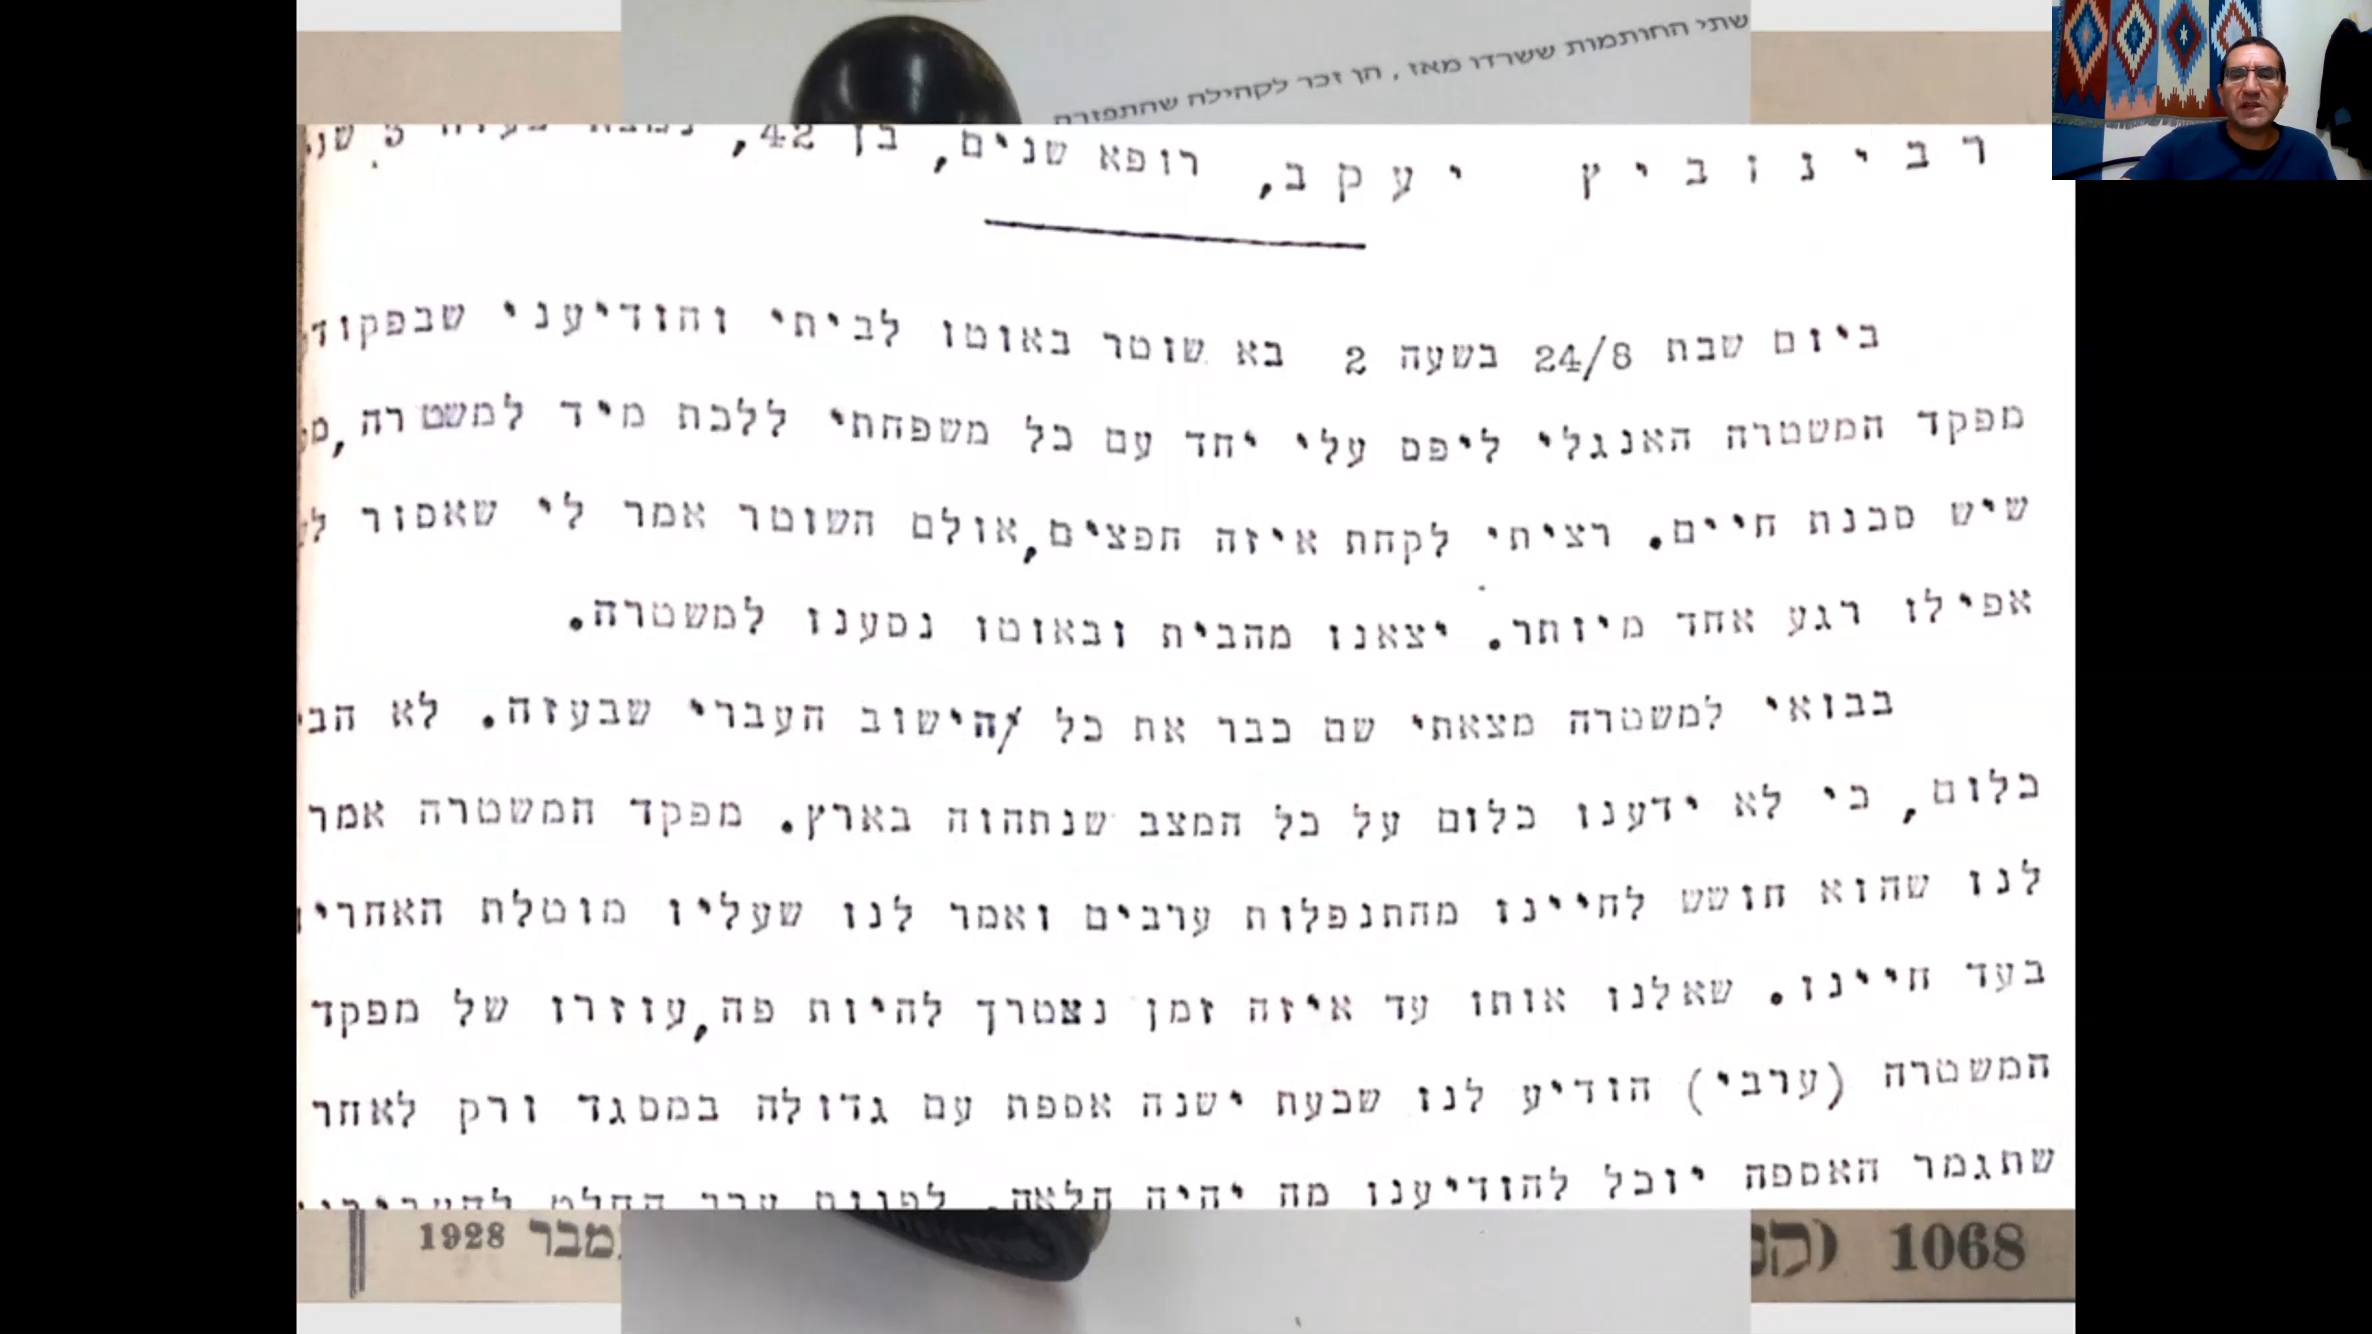 שתי החותמות ששרדו מאז, הן זכר לקהילה שהתפזרה
רבינוביץ יעקב, רופא שנים, בן 42,
ביום שבת 24/8 בשעה 2 בא שוטר באוטו לביתי והודיעני
מפקד המשטרה האנגלי ליפס עלי יחד עם כל משפחתי ללכת מיד למשטרה,
שיש סכנת חיים. רציתי לקחת איזה חפצים,אולם השוטר אמר לי שאסור
אפילו רגע אחד מיותר. יצאנו מהבית ובאוטו נסענו למשטרה.
בבואי למשטרה מצאתי שם כבר את כל /הישוב העברי שבעזה. לא
כלום, כי לא ידענו כלום על כל המצב שנתהוה בארץ. מפקד המשטרה אמר
לנו שהוא חושש לחיינו מהתנפלות ערבים ואמר לנו שעליו מוטלת
בעד חיינו. שאלנו אותו עד איזה זמן נצטרך להיות פה,עוזרו של מפקד
המשטרה (ערבי) הודיע לנו שכעת ישנה אספת עם גדולה במסגד ורק לאחר
שתגמר האספה יוכל להודיענו מה יהיה הלאה. לפנות ערב החלט
1068
1928